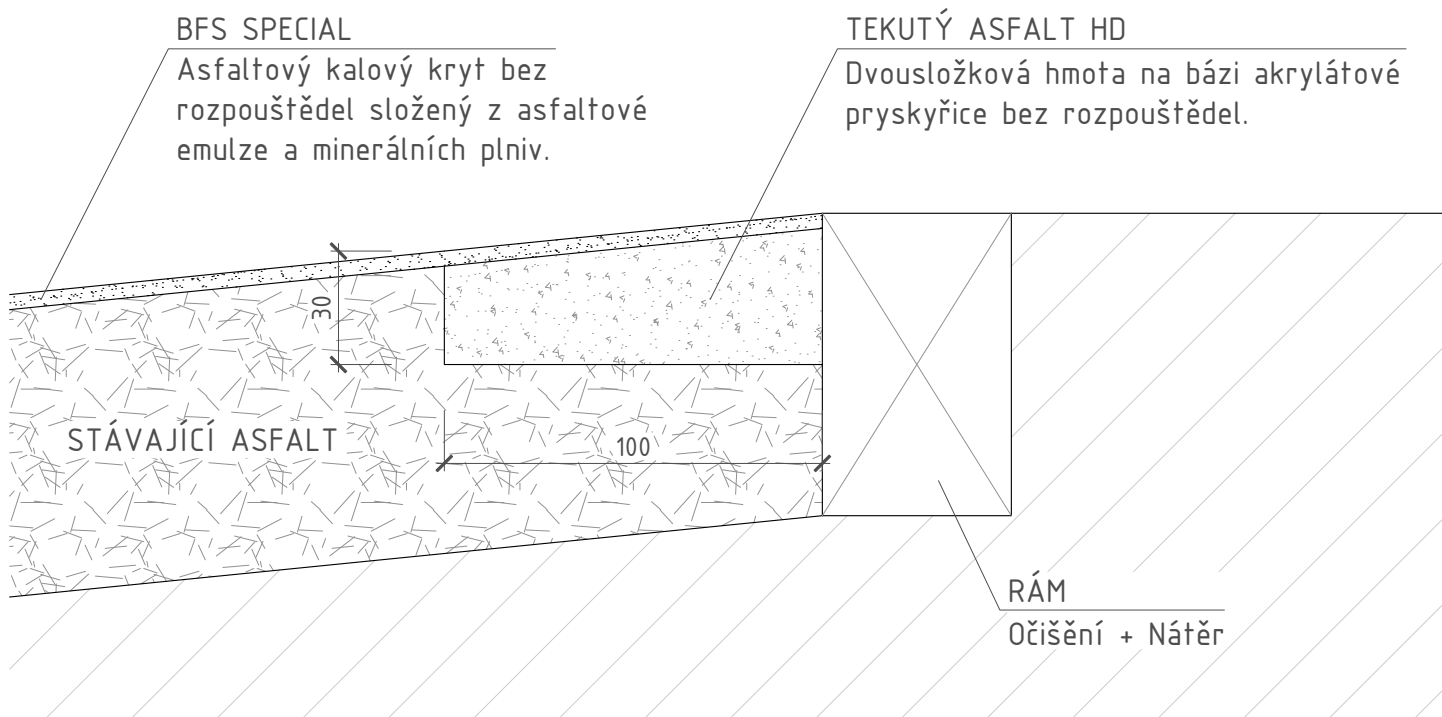 BFS SPECIAL
Asfaltový kalový kryt bez
rozpouštědel složený z asfaltové
emulze a minerálních plniv.
TEKUTÝ ASFALT HD
Dvousložková hmota na bázi akrylátové
pryskyřice bez rozpouštědel.
30
STÁVAJÍCÍ ASFALT
100
RÁM
Očišění + Nátěr